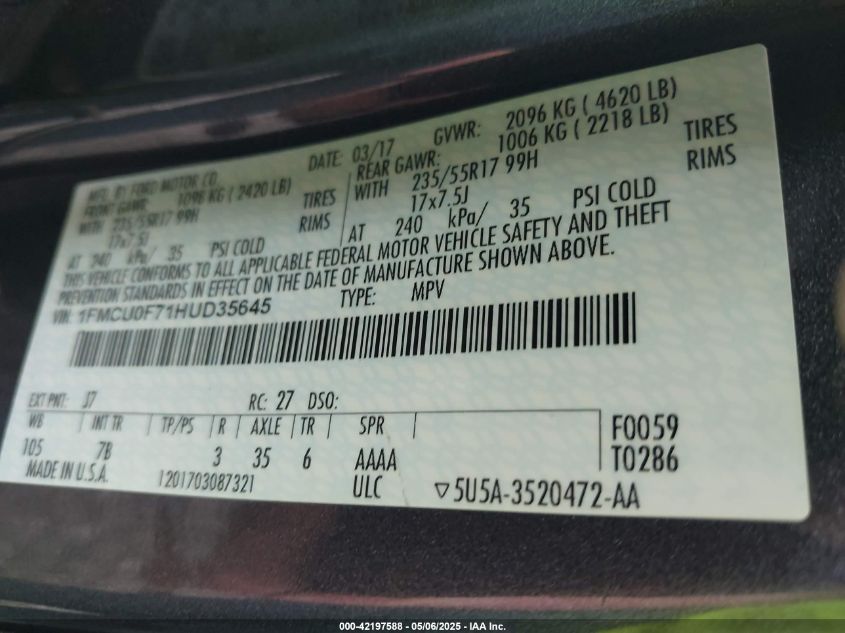 MFD. BY FORD MOTOR CO.
DATE: 03/17 GVWR: 2096 KG ( 4620 LB)
FRONT GAWR: 1096 KG ( 2420 LB)
WITH 235/55R17 99H TIRES
17x7.5J RIMS
AT 240 kPa/ 35 PSI COLD
REAR GAWR: 1006 KG ( 2218 LB)
WITH 235/55R17 99H TIRES
17x7.5J RIMS
AT 240 kPa/ 35 PSI COLD
THIS VEHICLE CONFORMS TO ALL APPLICABLE FEDERAL MOTOR VEHICLE SAFETY AND THEFT
PREVENTION STANDARDS IN EFFECT ON THE DATE OF MANUFACTURE SHOWN ABOVE.
VIN: 1FMCU0F71HUD35645 TYPE: MPV
EXT PNT: J7 RC: 27 DSO:
WB INT TR TP/PS R AXLE TR SPR
105 7B 3 35 6 AAAA
F0059
T0286
MADE IN U.S.A. 1201703087321 ULC ▽5U5A-3520472-AA
000-42197588 - 05/06/2025 - IAA Inc.